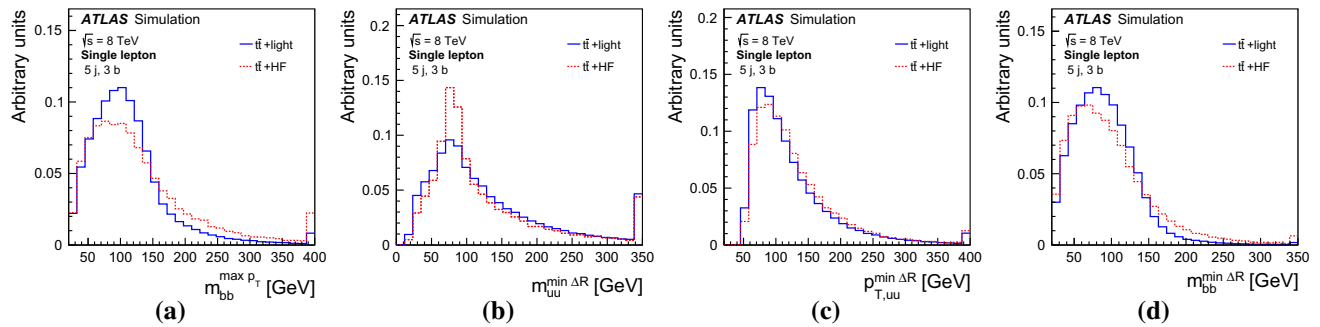 ATLAS Simulation
√s = 8 TeV
Single lepton
5 j, 3 b
tt̄+light
tt̄+HF
Arbitrary units
0.15
0.1
0.05
0
50 100 150 200 250 300 350 400
m_bb^max p_T [GeV]
(a)
ATLAS Simulation
√s = 8 TeV
Single lepton
5 j, 3 b
tt̄+light
tt̄+HF
Arbitrary units
0.2
0.15
0.1
0.05
0
0 50 100 150 200 250 300 350
m_uu^min ΔR [GeV]
(b)
ATLAS Simulation
√s = 8 TeV
Single lepton
5 j, 3 b
tt̄+light
tt̄+HF
Arbitrary units
0.2
0.15
0.1
0.05
0
50 100 150 200 250 300 350 400
p_T,uu^min ΔR [GeV]
(c)
ATLAS Simulation
√s = 8 TeV
Single lepton
5 j, 3 b
tt̄+light
tt̄+HF
Arbitrary units
0.15
0.1
0.05
0
50 100 150 200 250 300 350
m_bb^min ΔR [GeV]
(d)